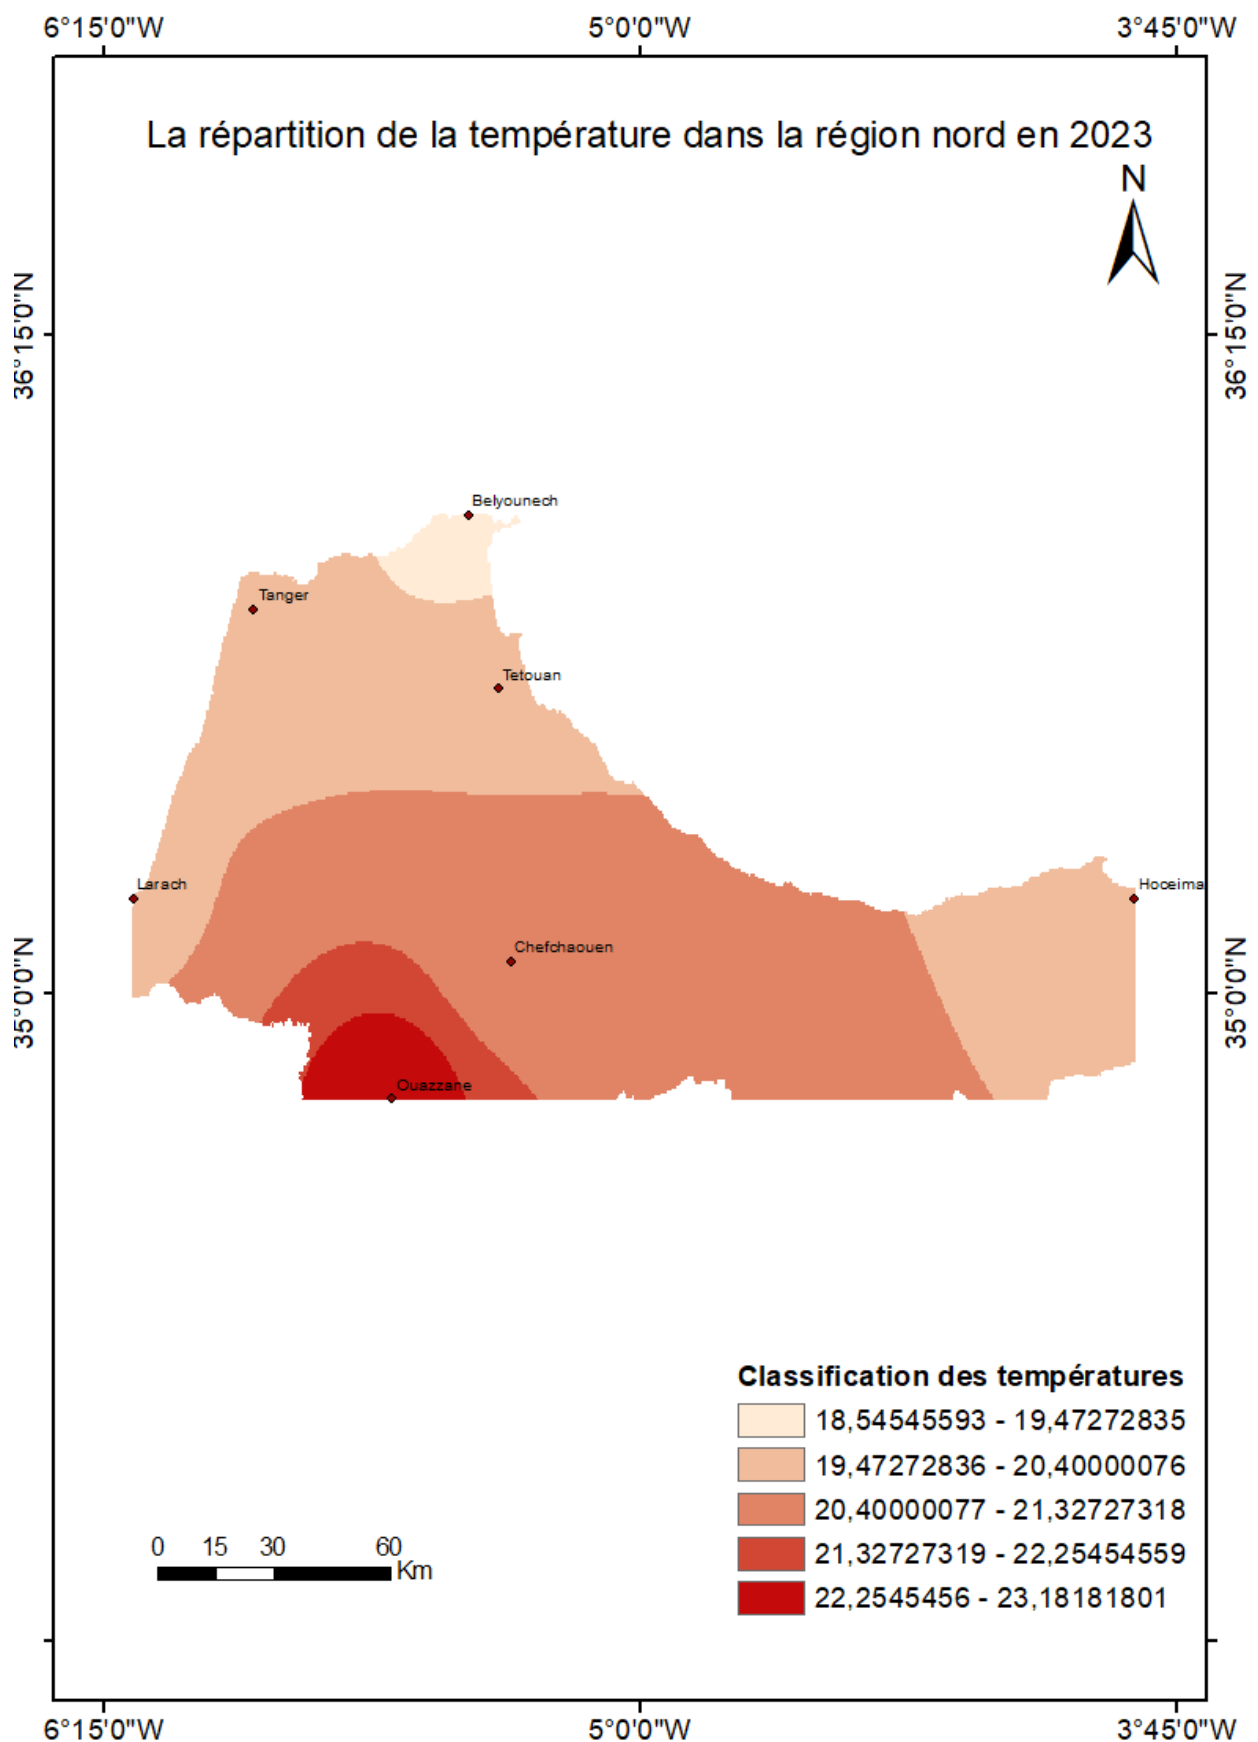 6°15'0"W 5°0'0"W 3°45'0"W
La répartition de la température dans la région nord en 2023
N
36°15'0"N 36°15'0"N
Belyounech
Tanger
Tetouan
Larach
Hoceima
Chefchaouen
35°0'0"N 35°0'0"N
Ouazzane
Classification des températures
18,54545593 - 19,47272835
19,47272836 - 20,40000076
20,40000077 - 21,32727318
21,32727319 - 22,25454559
22,2545456 - 23,18181801
0 15 30 60
Km
6°15'0"W 5°0'0"W 3°45'0"W